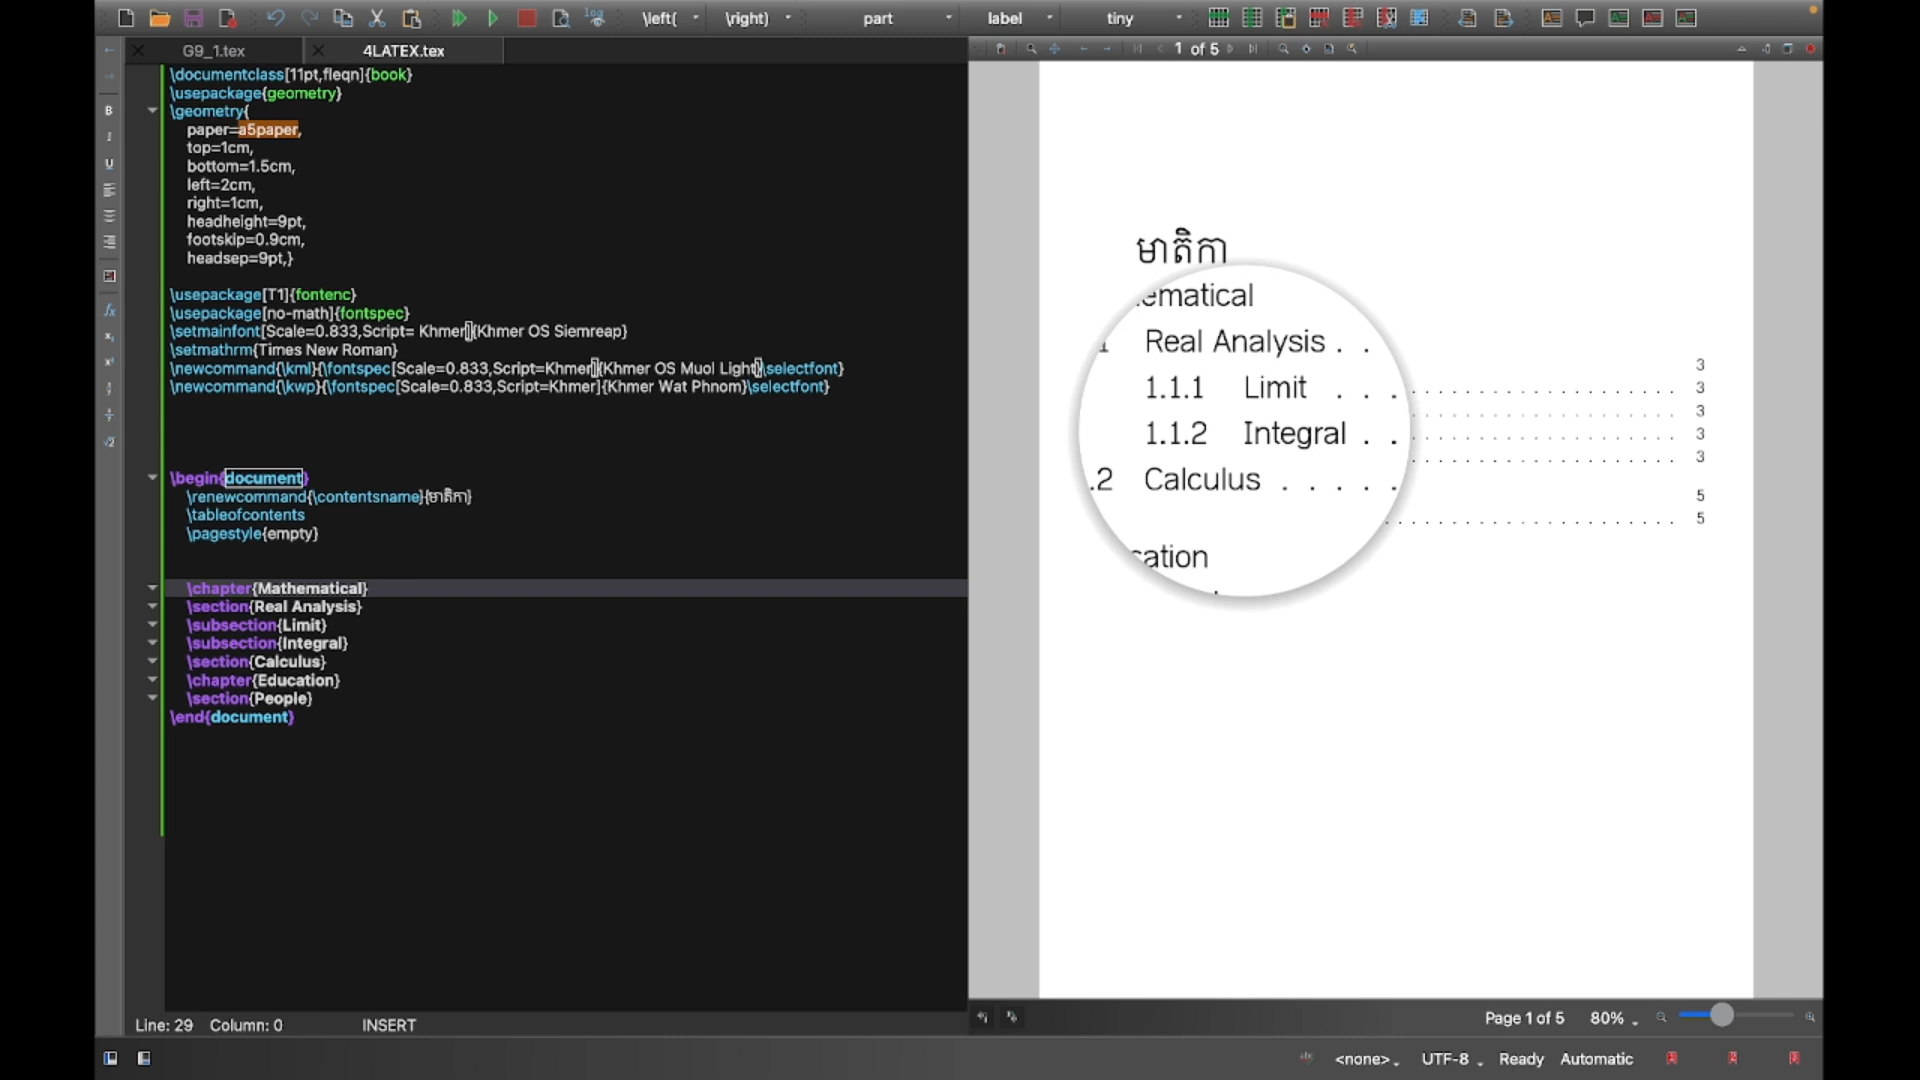 \left(
\right)
part
label
tiny
G9_1.tex
4LATEX.tex
1 of 5
\documentclass[11pt,fleqn]{book}
\usepackage{geometry}
\geometry{
paper=a5paper,
top=1cm,
bottom=1.5cm,
left=2cm,
right=1cm,
headheight=9pt,
footskip=0.9cm,
headsep=9pt,}
\usepackage[T1]{fontenc}
\usepackage[no-math]{fontspec}
\setmainfont[Scale=0.833,Script= Khmer]{Khmer OS Siemreap}
\setmathrm{Times New Roman}
\newcommand{\kml}{\fontspec[Scale=0.833,Script=Khmer]{Khmer OS Muol Light}\selectfont}
\newcommand{\kwp}{\fontspec[Scale=0.833,Script=Khmer]{Khmer Wat Phnom}\selectfont}
\begin{document}
\renewcommand{\contentsname}{មាតិកា}
\tableofcontents
\pagestyle{empty}
\chapter{Mathematical}
\section{Real Analysis}
\subsection{Limit}
\subsection{Integral}
\section{Calculus}
\chapter{Education}
\section{People}
\end{document}
Line: 29 Column: 0 INSERT
មាតិកា
ematical
1 Real Analysis . .
3
1.1.1 Limit . . .
3
3
1.1.2 Integral . .
3
3
.2 Calculus . . . . .
5
5
cation
Page 1 of 5 80%
<none> UTF-8 Ready Automatic